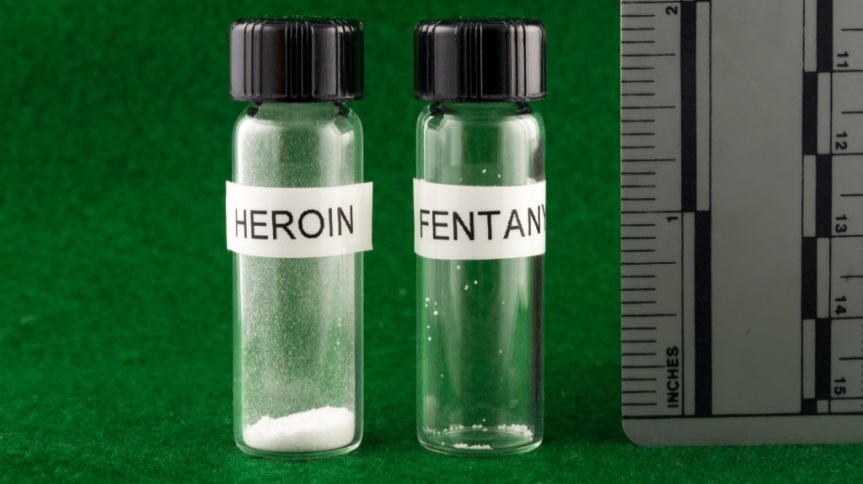 HEROIN
FENTANY
2
1
INCHES
11
12
13
14
15